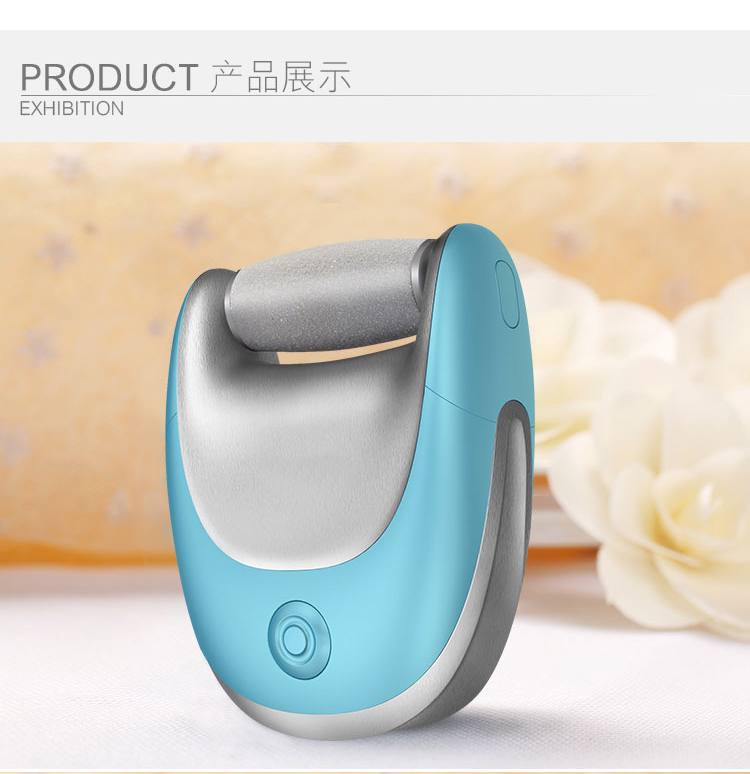 PRODUCT 产品展示
EXHIBITION